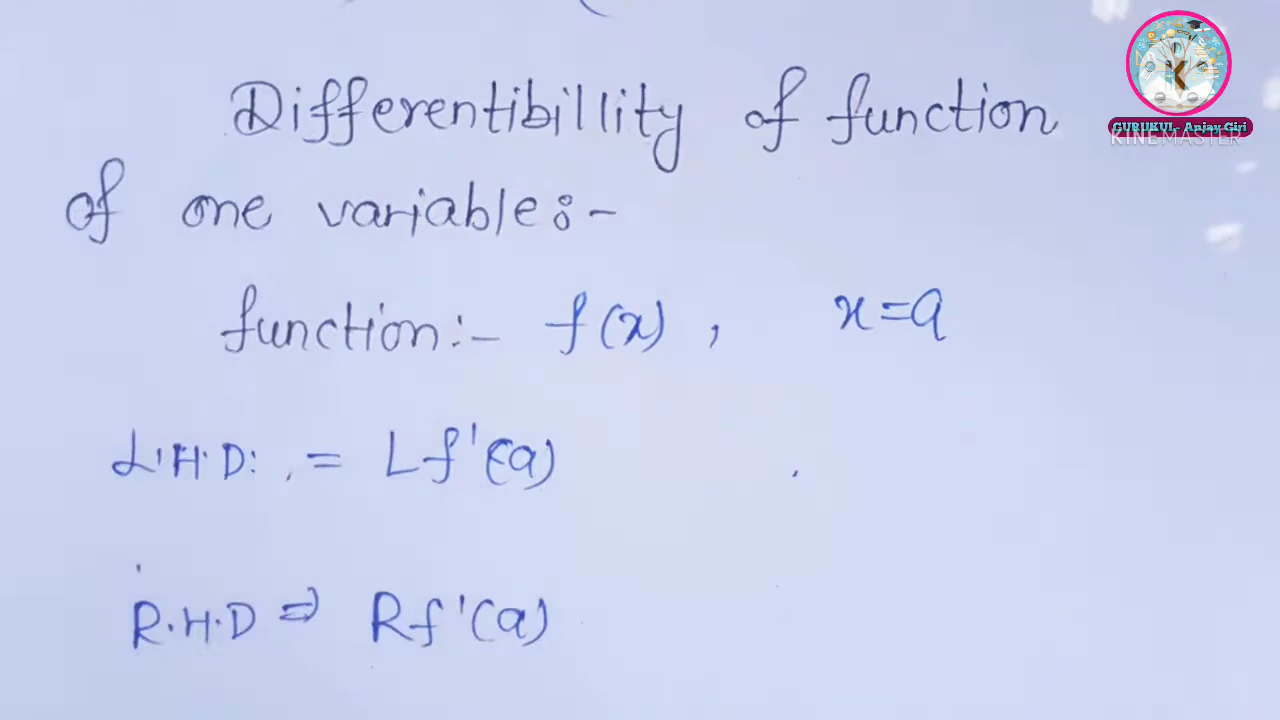 Differentibillity of function
of one variable:-
function:- f(x), x=a
L.H.D. = Lf'(a)
R.H.D ⇒ Rf'(a)
GURUKUL- Anjay Giri
KINEMASTER